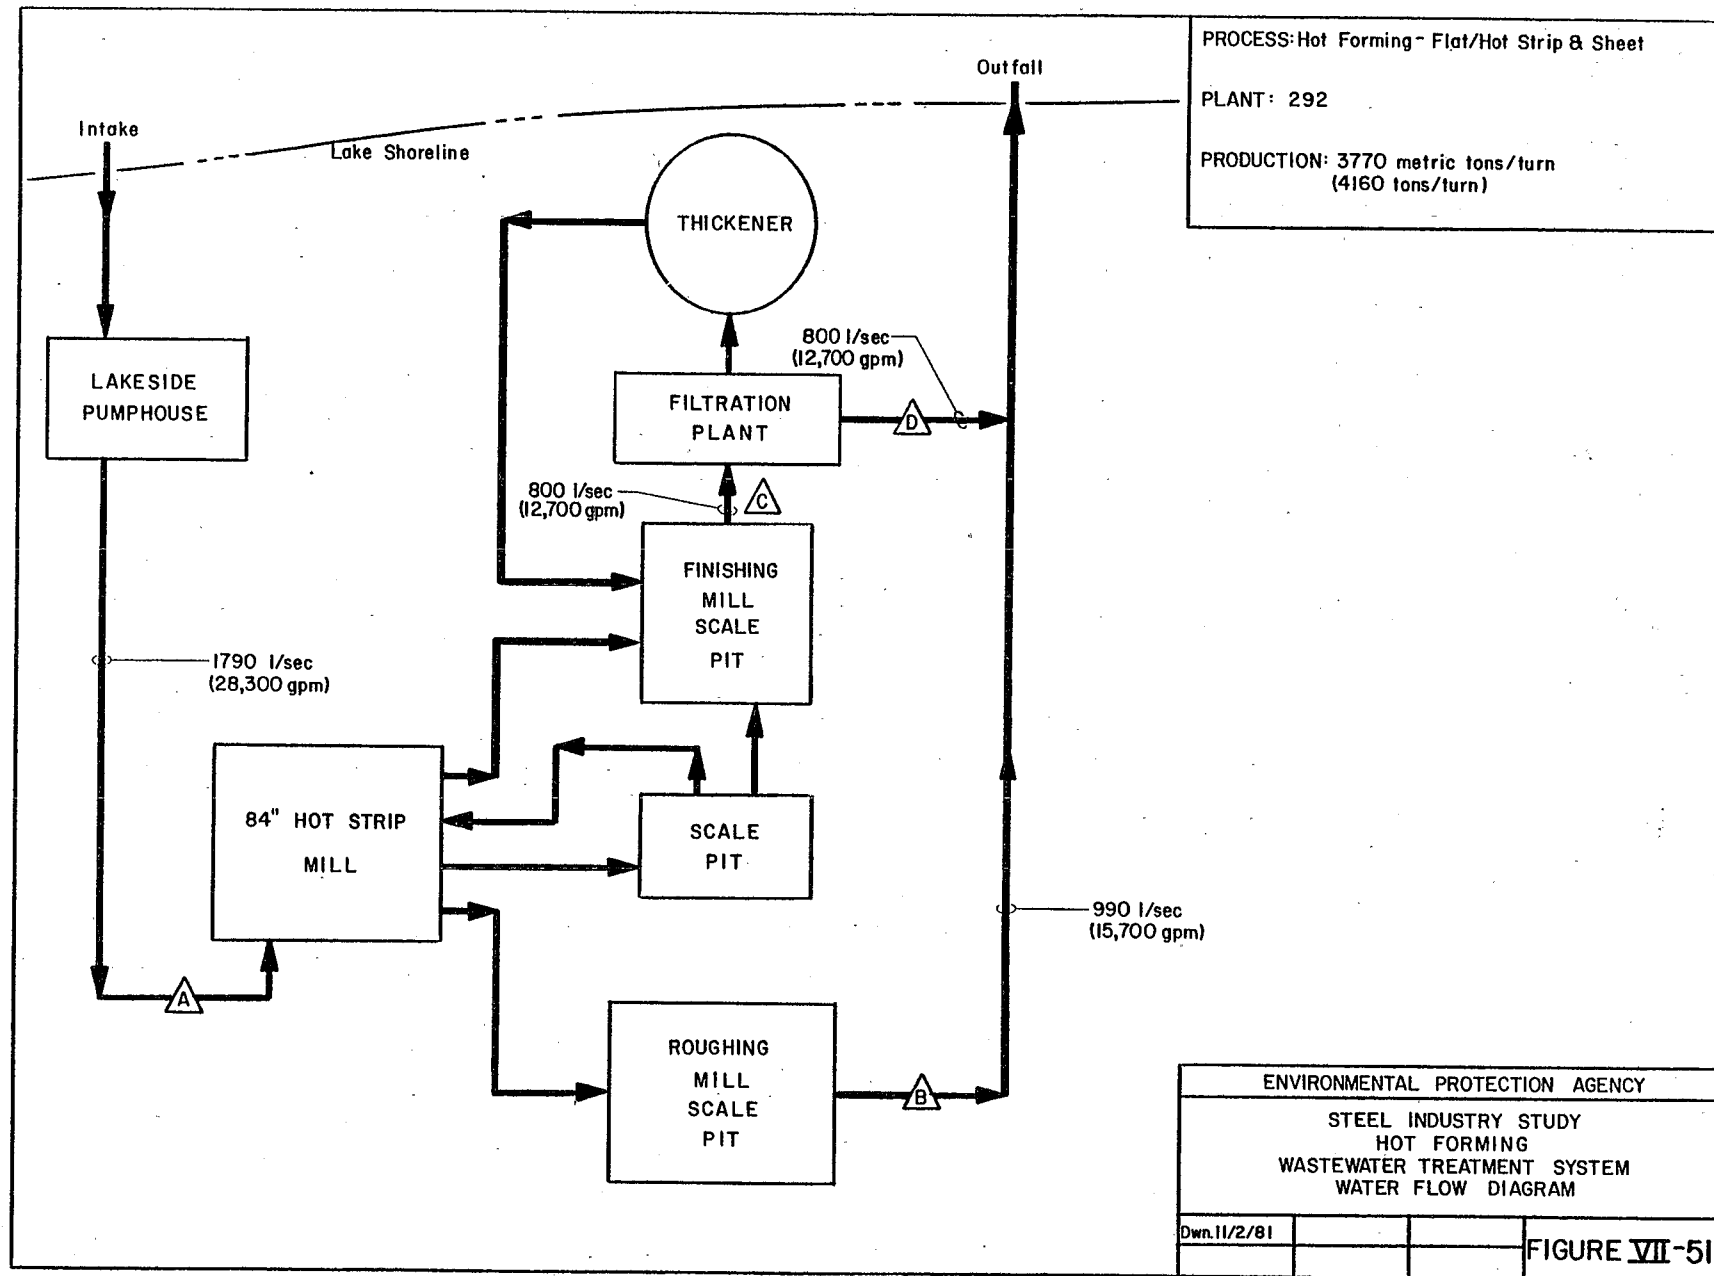 PROCESS: Hot Forming - Flat/Hot Strip & Sheet
PLANT: 292
PRODUCTION: 3770 metric tons/turn
(4160 tons/turn)
Outfall
Intake
Lake Shoreline
THICKENER
LAKESIDE
PUMPHOUSE
800 l/sec
(12,700 gpm)
FILTRATION
PLANT
D
800 l/sec
(12,700 gpm)
C
FINISHING
MILL
SCALE
PIT
1790 l/sec
(28,300 gpm)
84" HOT STRIP
MILL
SCALE
PIT
990 l/sec
(15,700 gpm)
A
ROUGHING
MILL
SCALE
PIT
B
ENVIRONMENTAL PROTECTION AGENCY
STEEL INDUSTRY STUDY
HOT FORMING
WASTEWATER TREATMENT SYSTEM
WATER FLOW DIAGRAM
Dwn.11/2/81
FIGURE VII-51